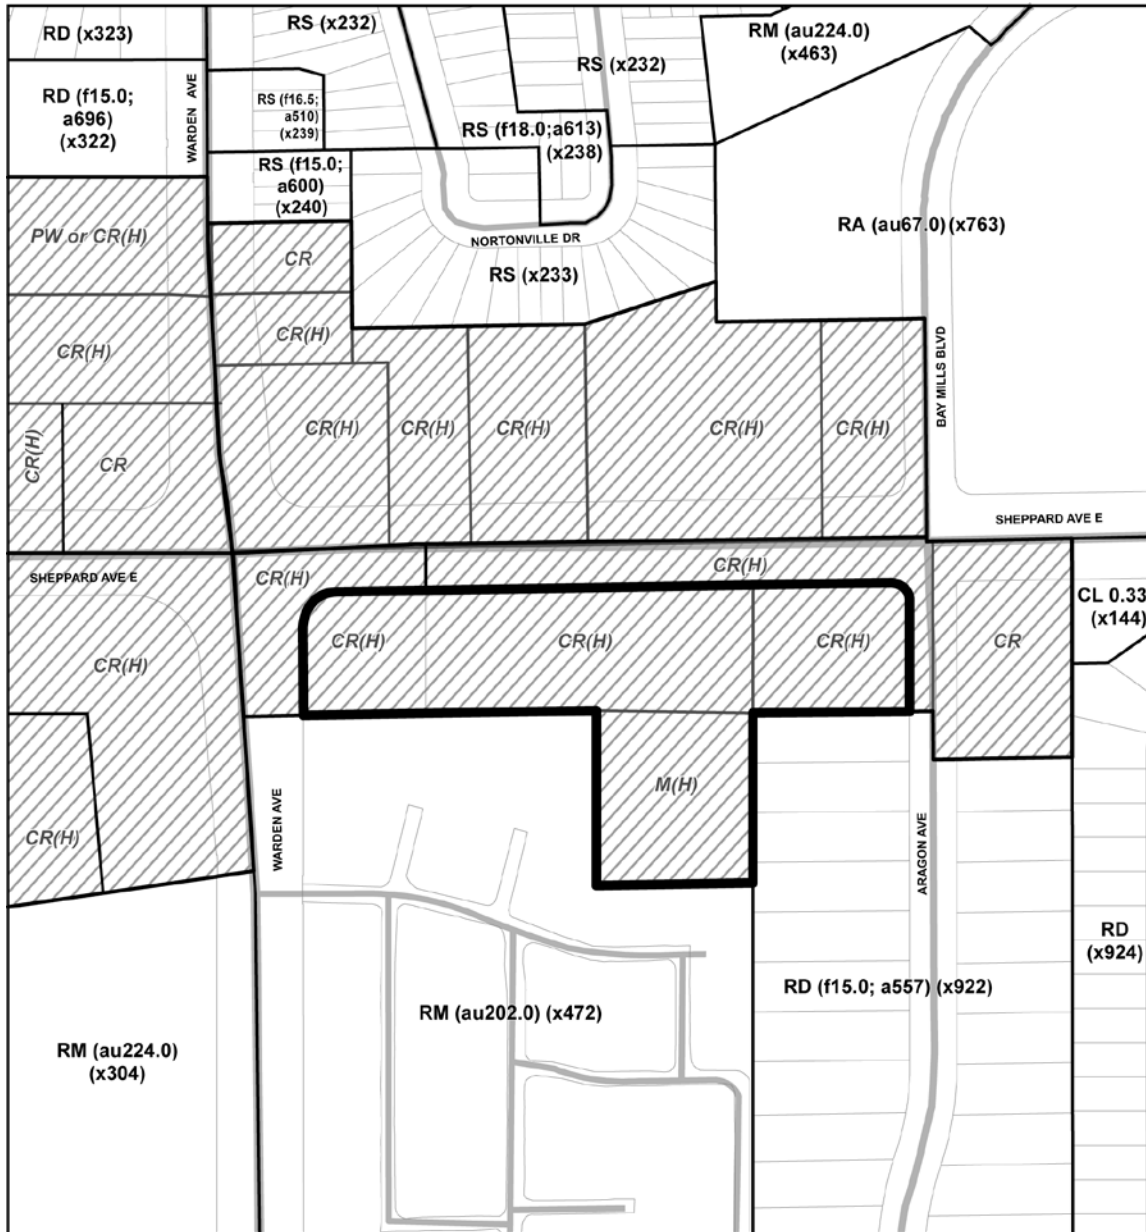 RD (x323)
RS (x232)
RM (au224.0)
(x463)
RS (x232)
RD (f15.0;
a696)
(x322)
WARDEN AVE
RS (f16.5;
a510)
(x239)
RS (f18.0;a613)
(x238)
RS (f15.0;
a600)
(x240)
PW or CR(H)
CR
NORTONVILLE DR
RS (x233)
RA (au67.0) (x763)
CR(H)
CR(H)
BAY MILLS BLVD
CR(H)
CR
CR(H)
CR(H)
CR(H)
CR(H)
CR(H)
SHEPPARD AVE E
SHEPPARD AVE E
CR(H)
CR(H)
CL 0.33
(x144)
CR(H)
CR(H)
CR(H)
CR(H)
CR
M(H)
CR(H)
WARDEN AVE
ARAGON AVE
RD
(x924)
RD (f15.0; a557) (x922)
RM (au202.0) (x472)
RM (au224.0)
(x304)